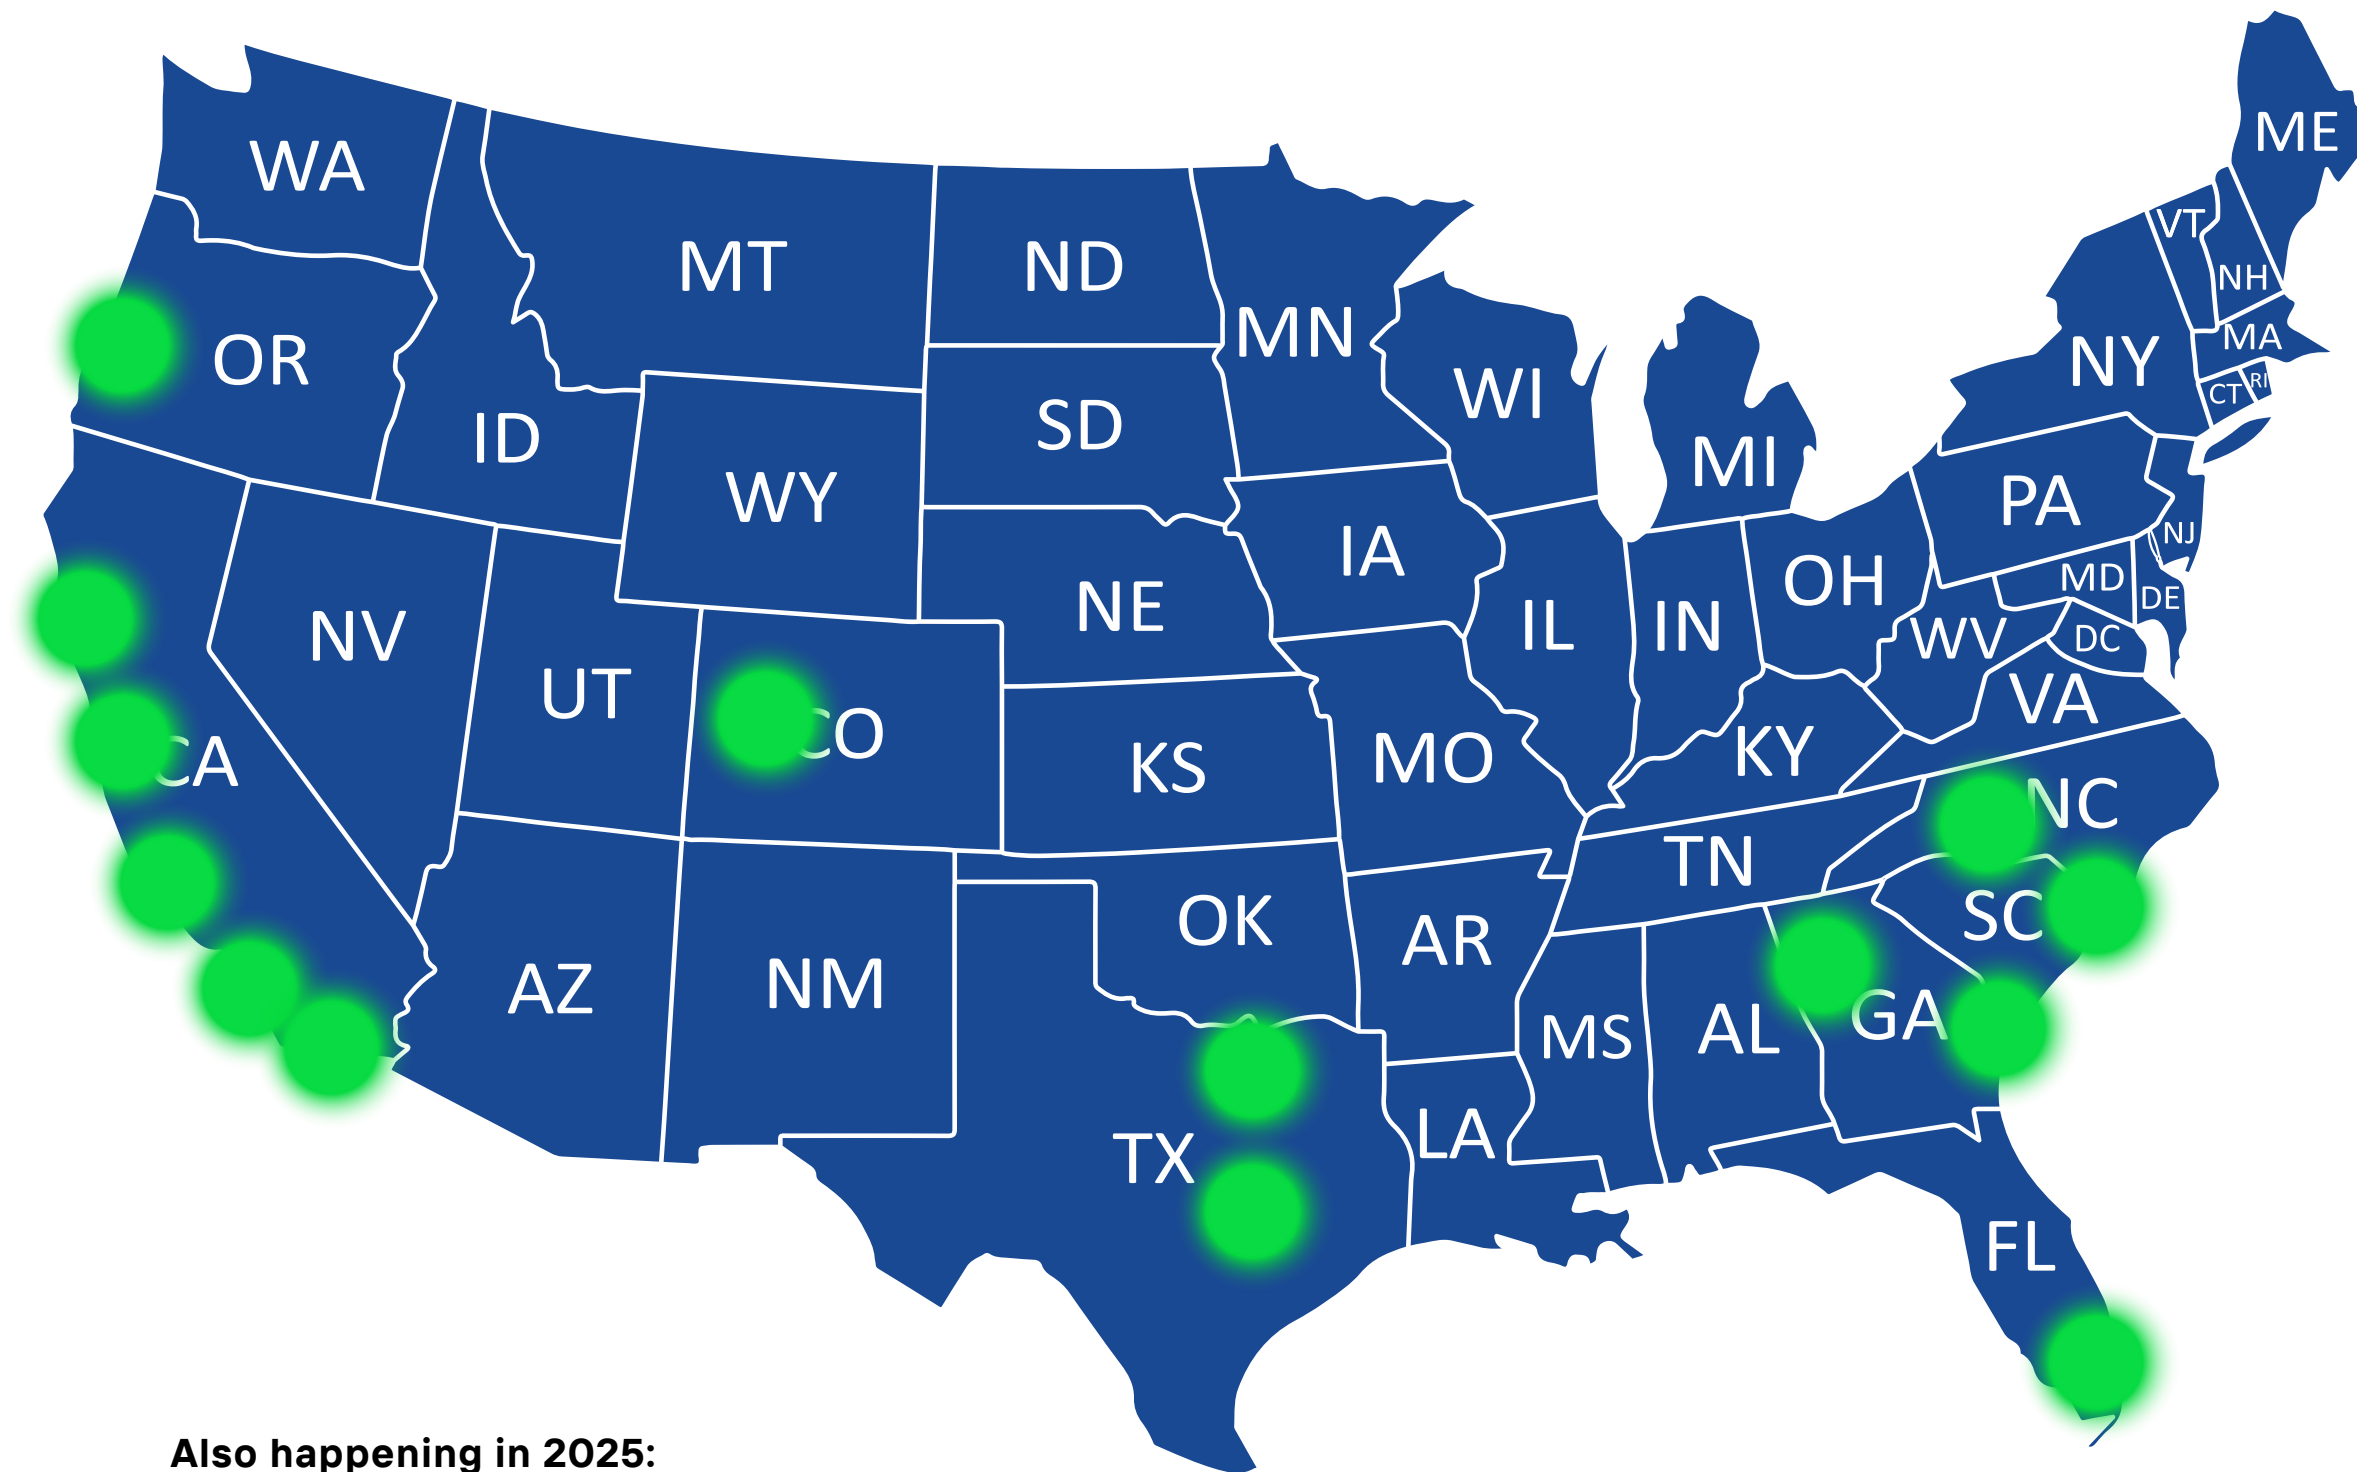 ME
WA
VT
MT
ND
NH
MN
MA
OR
NY
WI
RI
CT
SD
ID
MI
WY
PA
NJ
IA
MD
OH
DE
NE
IL
IN
NV
WV
DC
UT
VA
CO
KY
MO
CA
KS
NC
TN
SC
OK
AR
NM
AZ
GA
AL
MS
LA
TX
FL
Also happening in 2025: